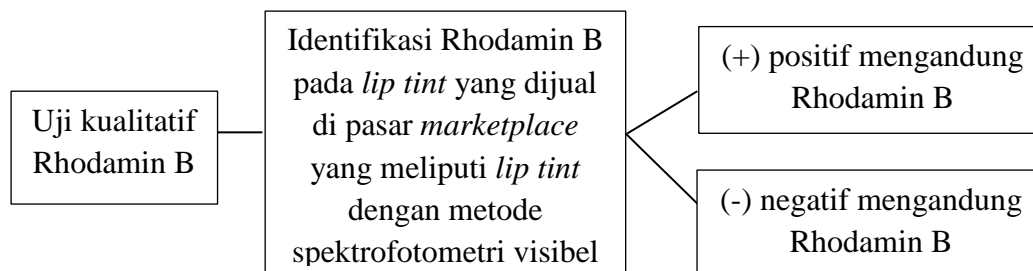 Uji kualitatif
Rhodamin B
Identifikasi Rhodamin B
pada lip tint yang dijual
di pasar marketplace
yang meliputi lip tint
dengan metode
spektrofotometri visibel
(+) positif mengandung
Rhodamin B
(-) negatif mengandung
Rhodamin B